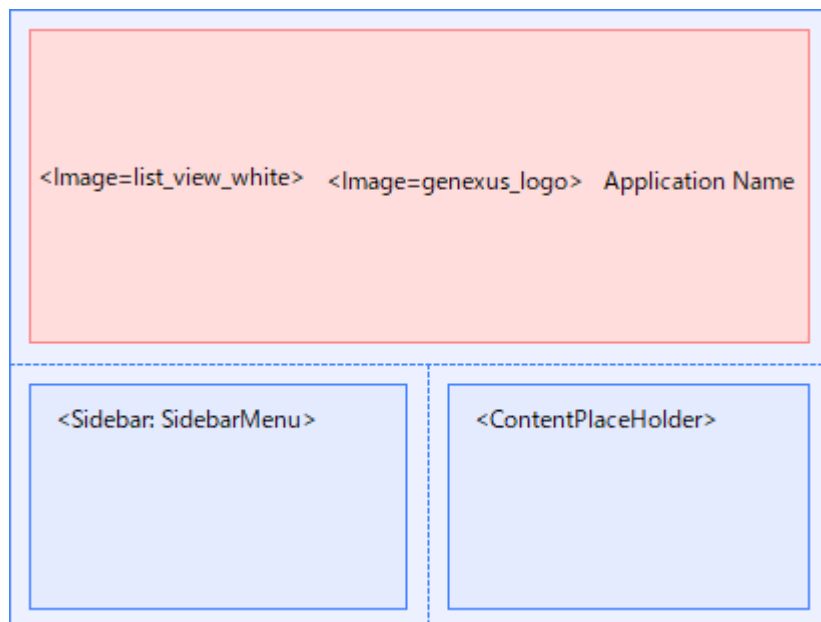 <Image=list_view_white> <Image=genexus_logo> Application Name
<Sidebar: SidebarMenu>
<ContentPlaceHolder>